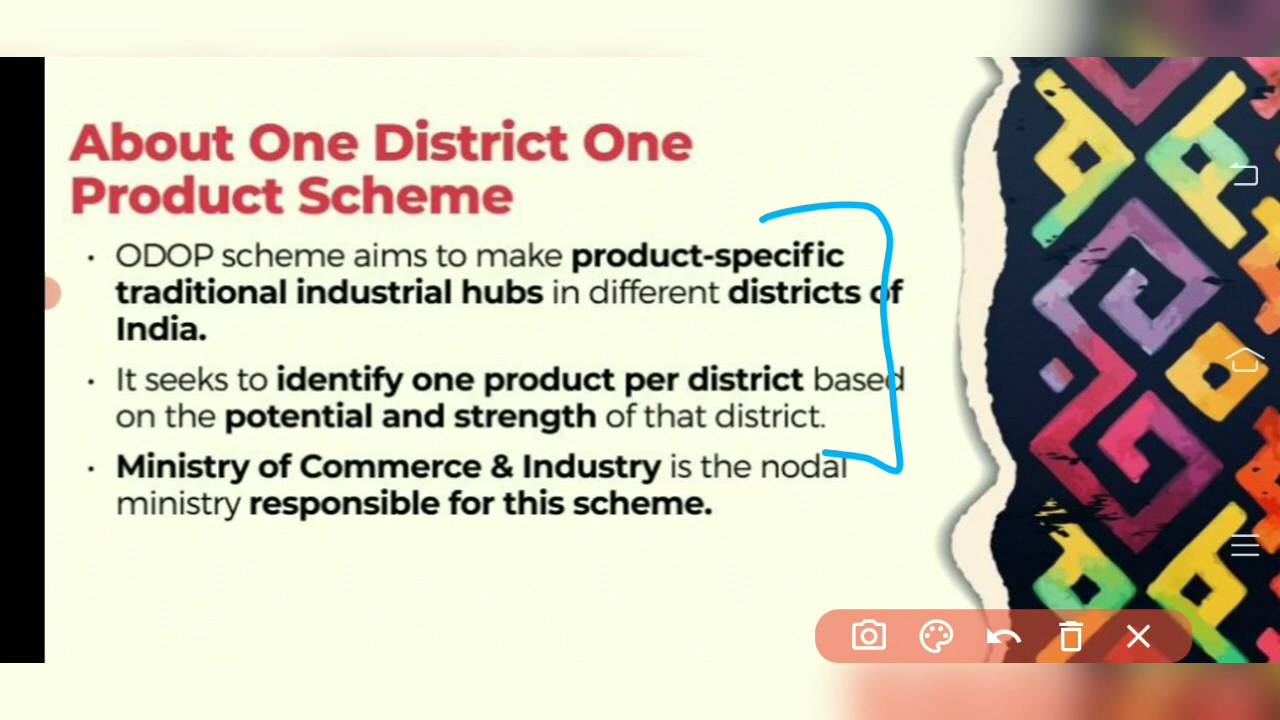 About One District One
Product Scheme
• ODOP scheme aims to make product-specific
traditional industrial hubs in different districts of
India.
• It seeks to identify one product per district based
on the potential and strength of that district.
• Ministry of Commerce & Industry is the nodal
ministry responsible for this scheme.